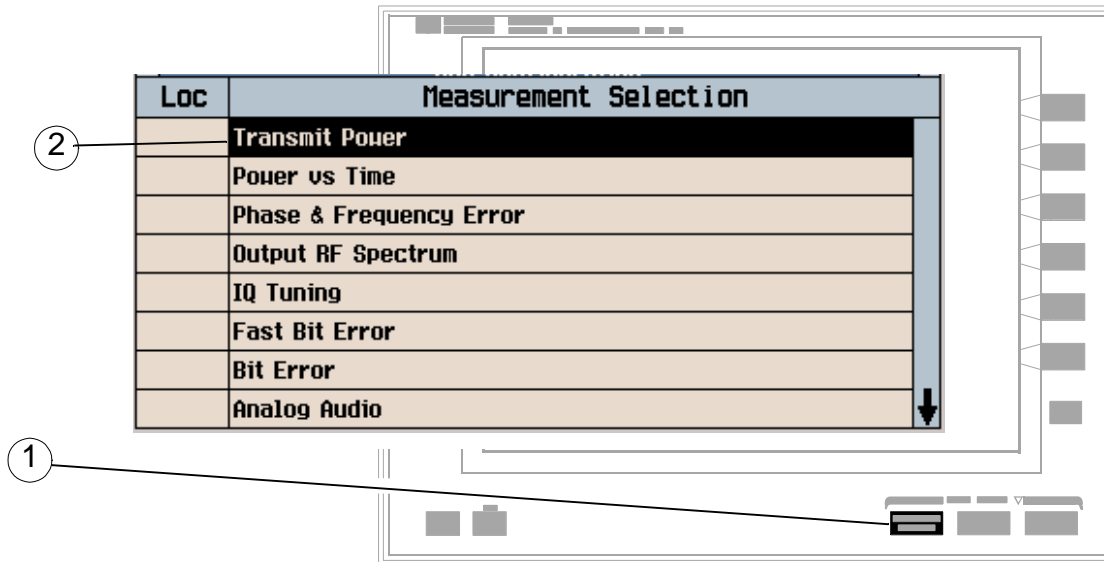 Loc Measurement Selection
2 Transmit Power
Power vs Time
Phase & Frequency Error
Output RF Spectrum
IQ Tuning
Fast Bit Error
Bit Error
Analog Audio
1